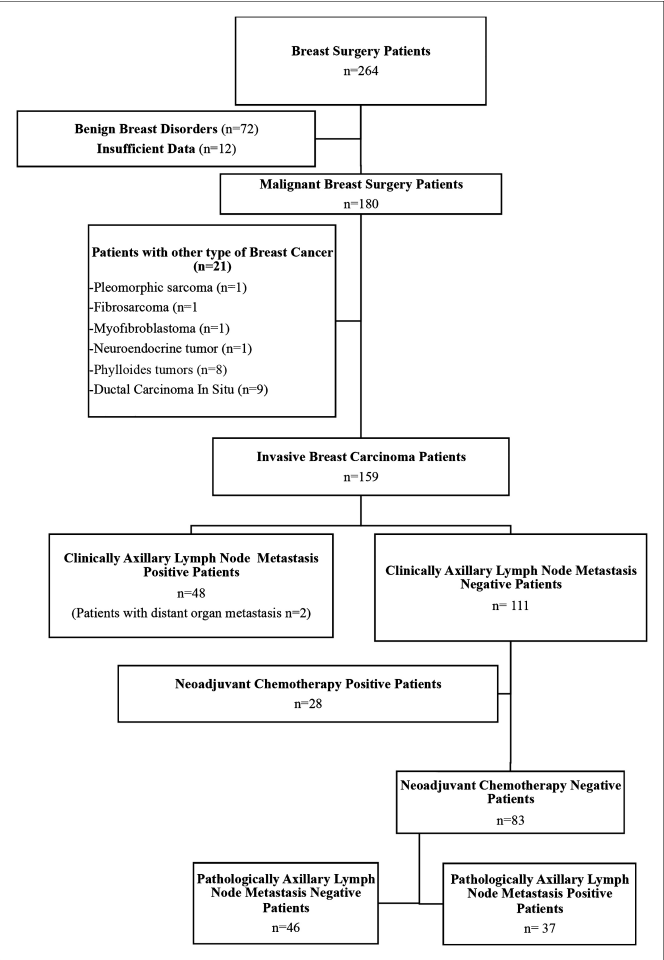 Breast Surgery Patients
n=264
Benign Breast Disorders (n=72)
Insufficient Data (n=12)
Malignant Breast Surgery Patients
n=180
Patients with other type of Breast Cancer
(n=21)
-Pleomorphic sarcoma (n=1)
-Fibrosarcoma (n=1
-Myofibroblastoma (n=1)
-Neuroendocrine tumor (n=1)
-Phylloides tumors (n=8)
-Ductal Carcinoma In Situ (n=9)
Invasive Breast Carcinoma Patients
n=159
Clinically Axillary Lymph Node Metastasis
Positive Patients
n=48
(Patients with distant organ metastasis n=2)
Clinically Axillary Lymph Node Metastasis
Negative Patients
n= 111
Neoadjuvant Chemotherapy Positive Patients
n=28
Neoadjuvant Chemotherapy Negative
Patients
n=83
Pathologically Axillary Lymph
Node Metastasis Negative
Patients
n=46
Pathologically Axillary Lymph
Node Metastasis Positive
Patients
n= 37